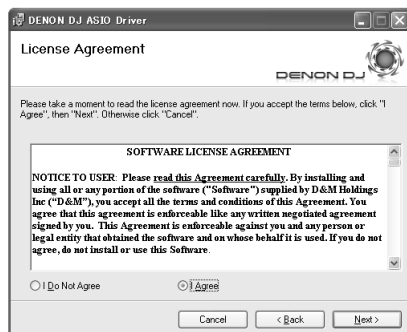 DENON DJ ASIO Driver
License Agreement
DENON DJ
Please take a moment to read the license agreement now. If you accept the terms below, click "I
Agree", then "Next". Otherwise click "Cancel".
SOFTWARE LICENSE AGREEMENT
NOTICE TO USER: Please read this Agreement carefully. By installing and
using all or any portion of the software ("Software") supplied by D&M Holdings
Inc ("D&M"), you accept all the terms and conditions of this Agreement. You
agree that this agreement is enforceable like any written negotiated agreement
signed by you. This Agreement is enforceable against you and any person or
legal entity that obtained the software and on whose behalf it is used. If you do not
agree, do not install or use this Software.
I Do Not Agree
I Agree
Cancel
< Back
Next >